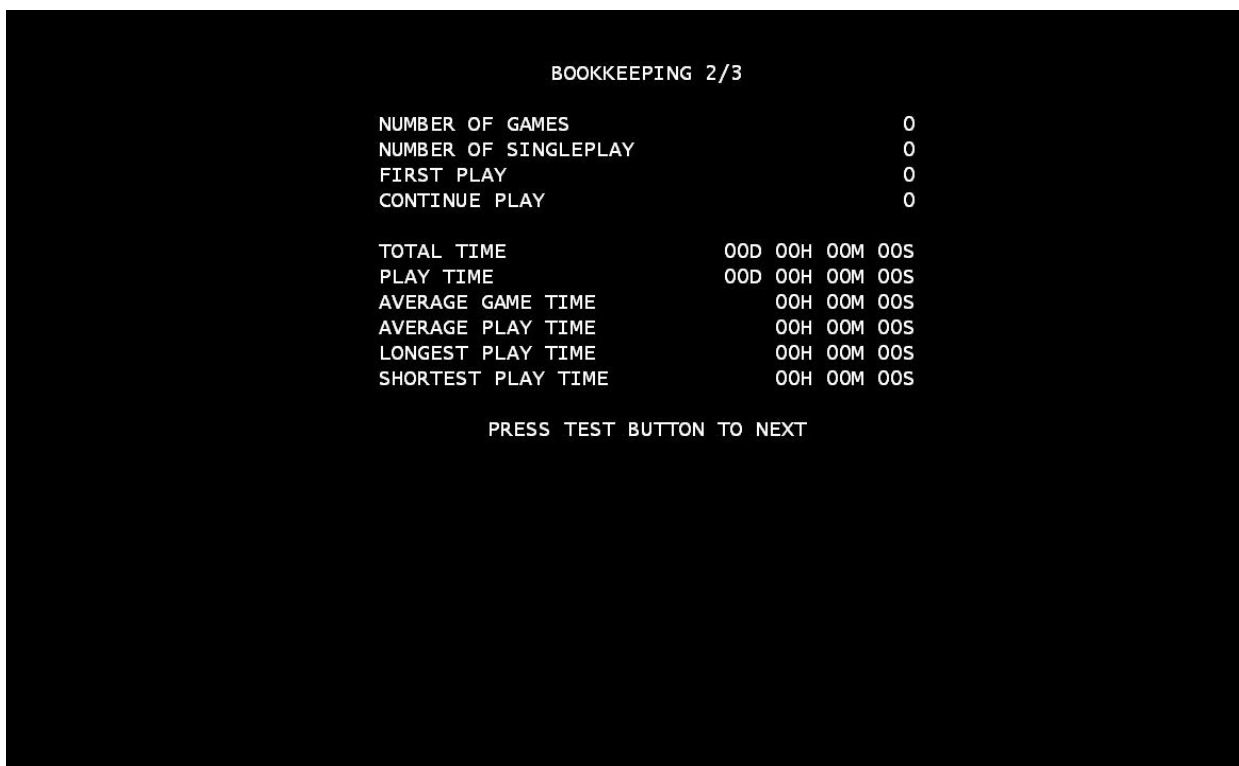 BOOKKEEPING 2/3
NUMBER OF GAMES 0
NUMBER OF SINGLEPLAY 0
FIRST PLAY 0
CONTINUE PLAY 0
TOTAL TIME 00D 00H 00M 00S
PLAY TIME 00D 00H 00M 00S
AVERAGE GAME TIME 00H 00M 00S
AVERAGE PLAY TIME 00H 00M 00S
LONGEST PLAY TIME 00H 00M 00S
SHORTEST PLAY TIME 00H 00M 00S
PRESS TEST BUTTON TO NEXT